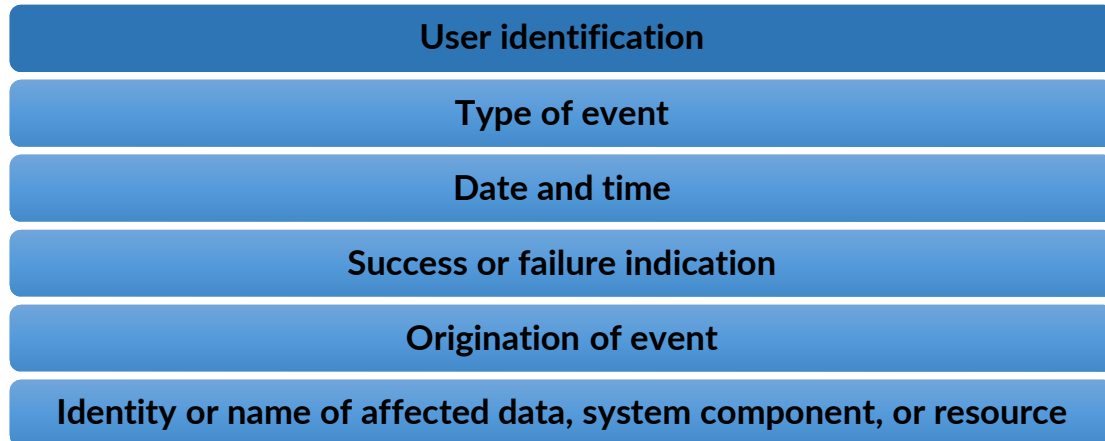 User identification
Type of event
Date and time
Success or failure indication
Origination of event
Identity or name of affected data, system component, or resource